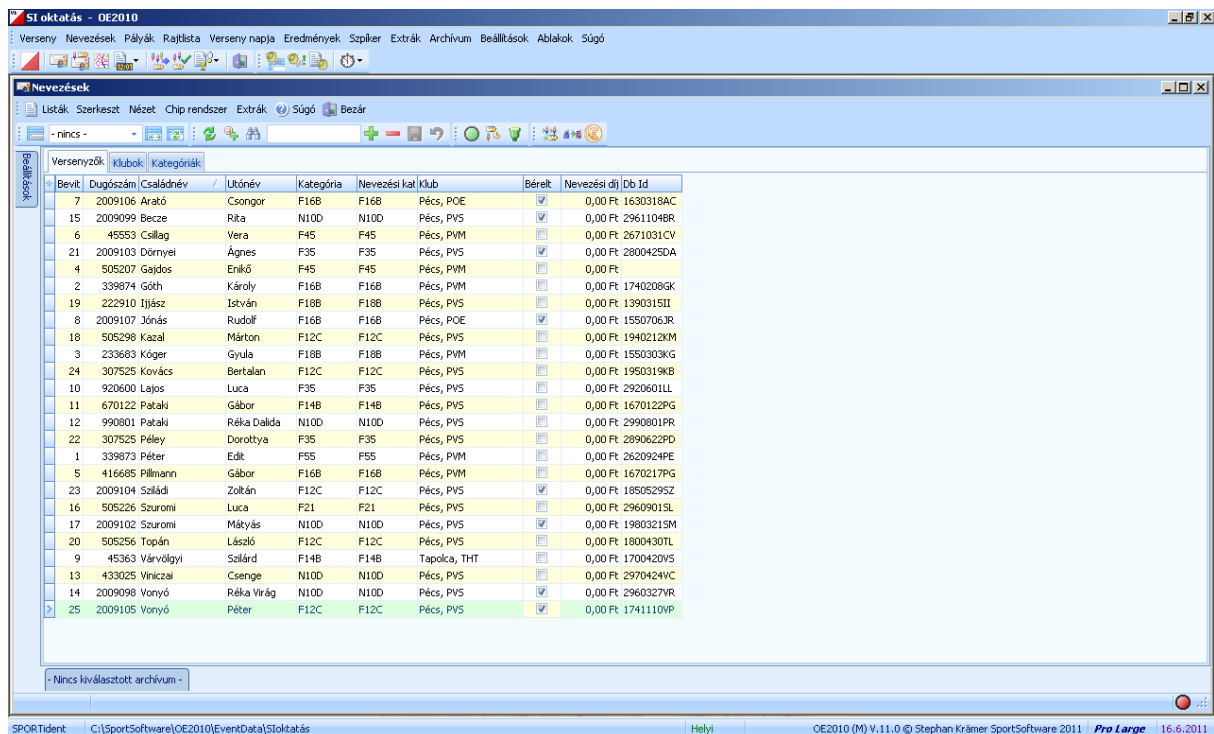 SI oktatás - OE2010
Verseny Nevezések Pályák Rajtlista Verseny napja Eredmények Szpíker Extrák Archívum Beállítások Ablakok Súgó
Nevezések
Listák Szerkeszt Nézet Chip rendszer Extrák Súgó Bezár
- nincs -
Beállítások
Versenyzők Klubok Kategóriák
Bevit Dugószám Családnév Utónév Kategória Nevezési kat Klub Bérelt Nevezési díj Db Id
7 2009106 Arató Csongor F16B F16B Pécs, POE 0,00 Ft 1630318AC
15 2009099 Becze Rita N10D N10D Pécs, PVS 0,00 Ft 2961104BR
6 45553 Csillag Vera F45 F45 Pécs, PVM 0,00 Ft 2671031CV
21 2009103 Dörnyei Ágnes F35 F35 Pécs, PVS 0,00 Ft 2800425DA
4 505207 Gajdos Enikő F45 F45 Pécs, PVM 0,00 Ft
2 339874 Góth Károly F16B F16B Pécs, PVM 0,00 Ft 1740208GK
19 222910 Ijjász István F18B F18B Pécs, PVS 0,00 Ft 1390315II
8 2009107 Jónás Rudolf F16B F16B Pécs, POE 0,00 Ft 1550706JR
18 505298 Kazal Márton F12C F12C Pécs, PVS 0,00 Ft 1940212KM
3 233683 Kóger Gyula F18B F18B Pécs, PVM 0,00 Ft 1550303KG
24 307525 Kovács Bertalan F12C F12C Pécs, PVS 0,00 Ft 1950319KB
10 920600 Lajos Luca F35 F35 Pécs, PVS 0,00 Ft 2920601LL
11 670122 Pataki Gábor F14B F14B Pécs, PVS 0,00 Ft 1670122PG
12 990801 Pataki Réka Dalida N10D N10D Pécs, PVS 0,00 Ft 2990801PR
22 307525 Péley Dorottya F35 F35 Pécs, PVS 0,00 Ft 2890622PD
1 339873 Péter Edit F55 F55 Pécs, PVM 0,00 Ft 2620924PE
5 416685 Pillmann Gábor F16B F16B Pécs, PVM 0,00 Ft 1670217PG
23 2009104 Sziládi Zoltán F12C F12C Pécs, PVS 0,00 Ft 1850529SZ
16 505226 Szuromi Luca F21 F21 Pécs, PVS 0,00 Ft 2960901SL
17 2009102 Szuromi Mátyás N10D N10D Pécs, PVS 0,00 Ft 1980321SM
20 505256 Topán László F12C F12C Pécs, PVS 0,00 Ft 1800430TL
9 45363 Várvölgyi Szilárd F14B F14B Tapolca, THT 0,00 Ft 1700420VS
13 433025 Viniczai Csenge N10D N10D Pécs, PVS 0,00 Ft 2970424VC
14 2009098 Vonyó Réka Virág N10D N10D Pécs, PVS 0,00 Ft 2960327VR
25 2009105 Vonyó Péter F12C F12C Pécs, PVS 0,00 Ft 1741110VP
- Nincs kiválasztott archívum -
SPORTident C:\SportSoftware\OE2010\EventData\SIoktatás Helyi OE2010 (M) V.11.0 © Stephan Krämer SportSoftware 2011 Pro Large 16.6.2011